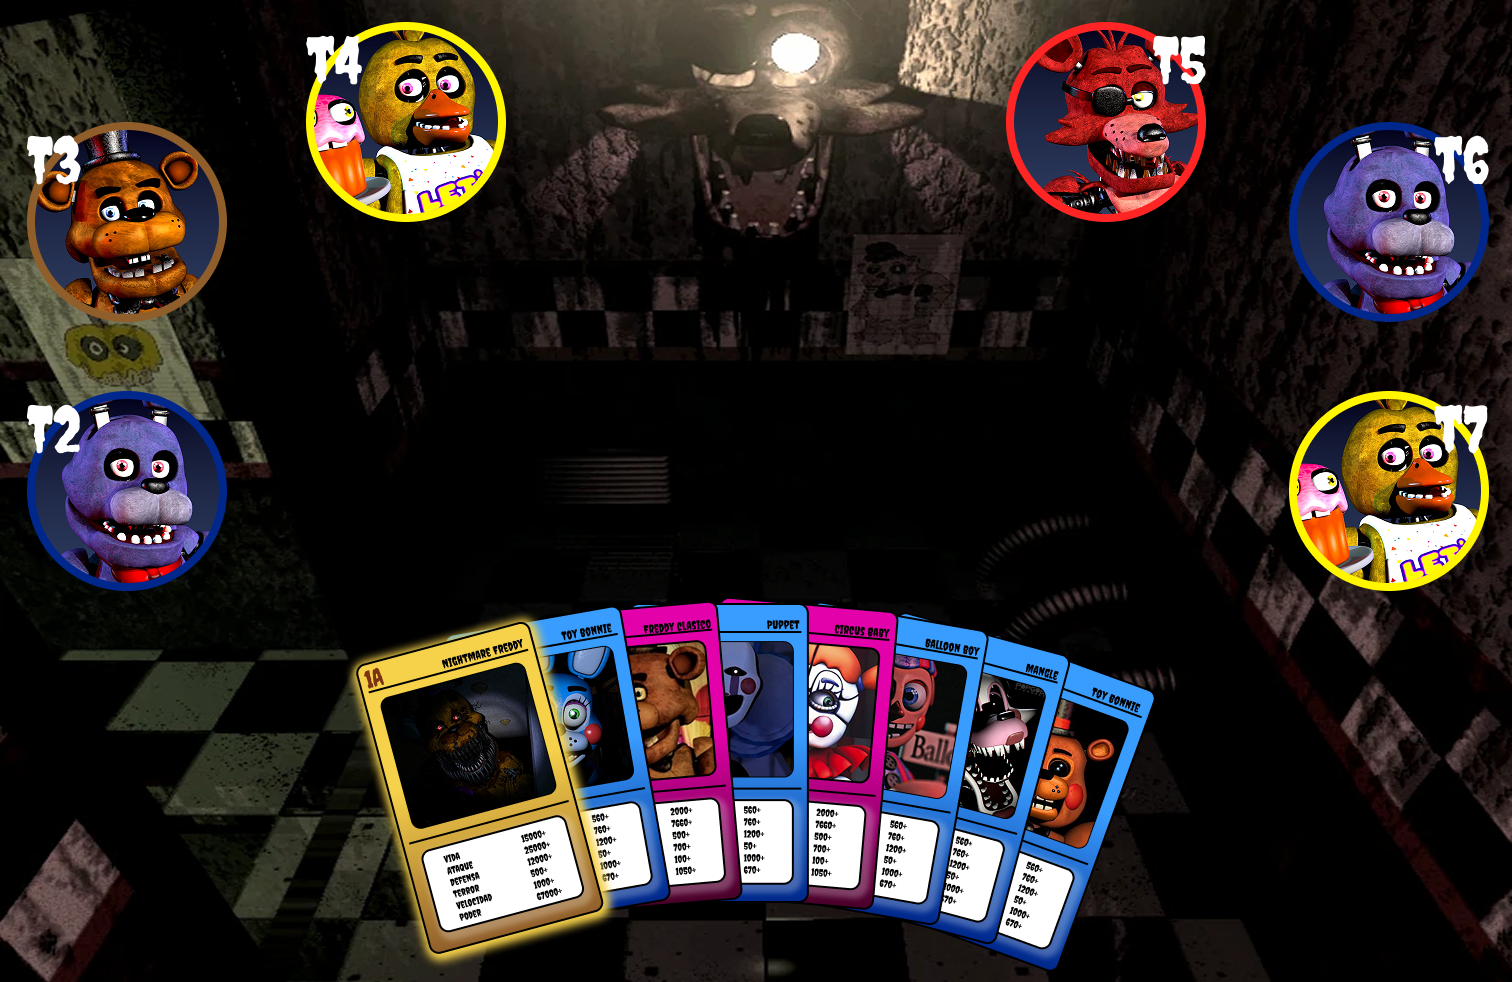 T4
T5
T3
T6
T2
T7
LET'
LET'
1A
NIGHTMARE FREDDY
VIDA 15000+
ATAQUE 25000+
DEFENSA 12000+
TERROR 500+
VELOCIDAD 1000+
PODER 67000+
TOY BONNIE
560+
760+
1200+
50+
1000+
670+
FREDDY CLASICO
2000+
7660+
500+
700+
100+
1050+
PUPPET
560+
760+
1200+
50+
1000+
670+
CIRCUS BABY
2000+
7660+
500+
700+
100+
1050+
BALLOON BOY
Ball
560+
760+
1200+
50+
1000+
670+
MANGLE
560+
760+
1200+
50+
1000+
670+
TOY BONNIE
560+
760+
1200+
50+
1000+
670+